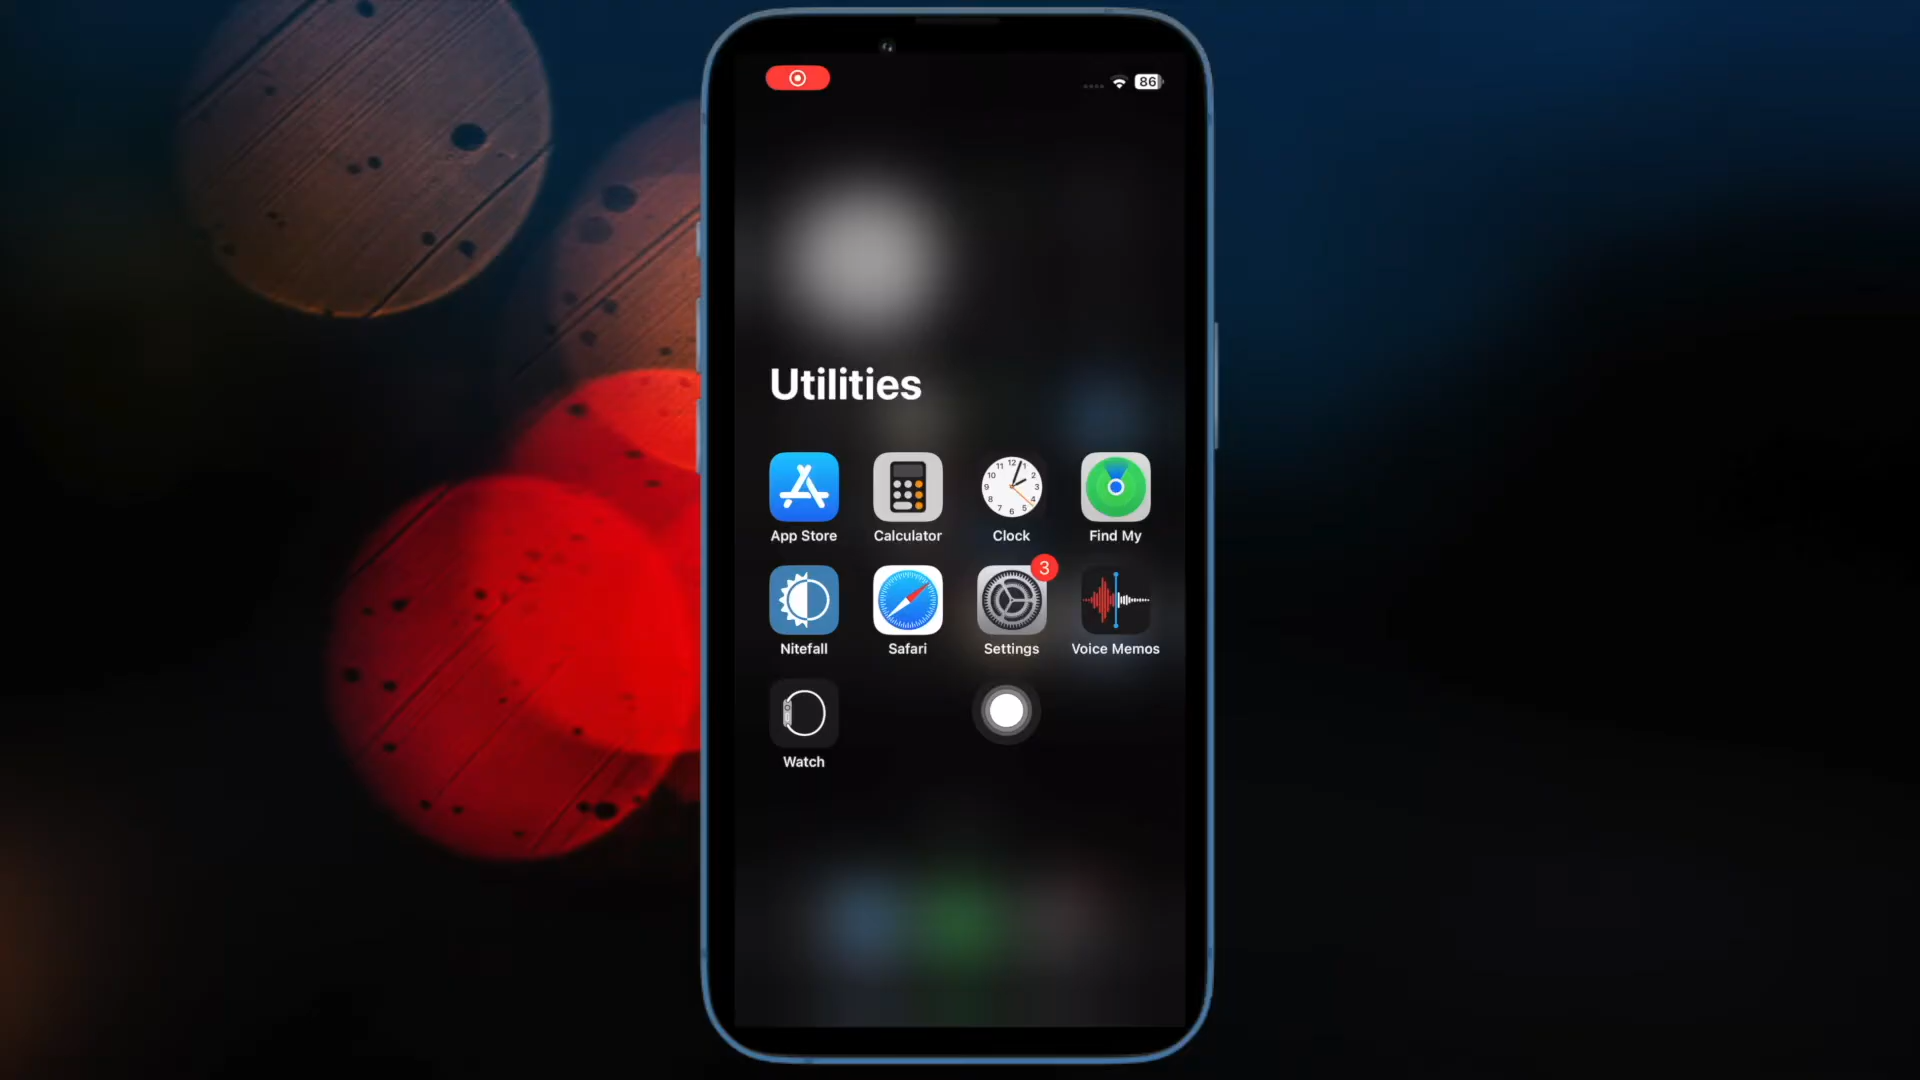 86
Utilities
App Store
Calculator
Clock
Find My
3
Nitefall
Safari
Settings
Voice Memos
Watch